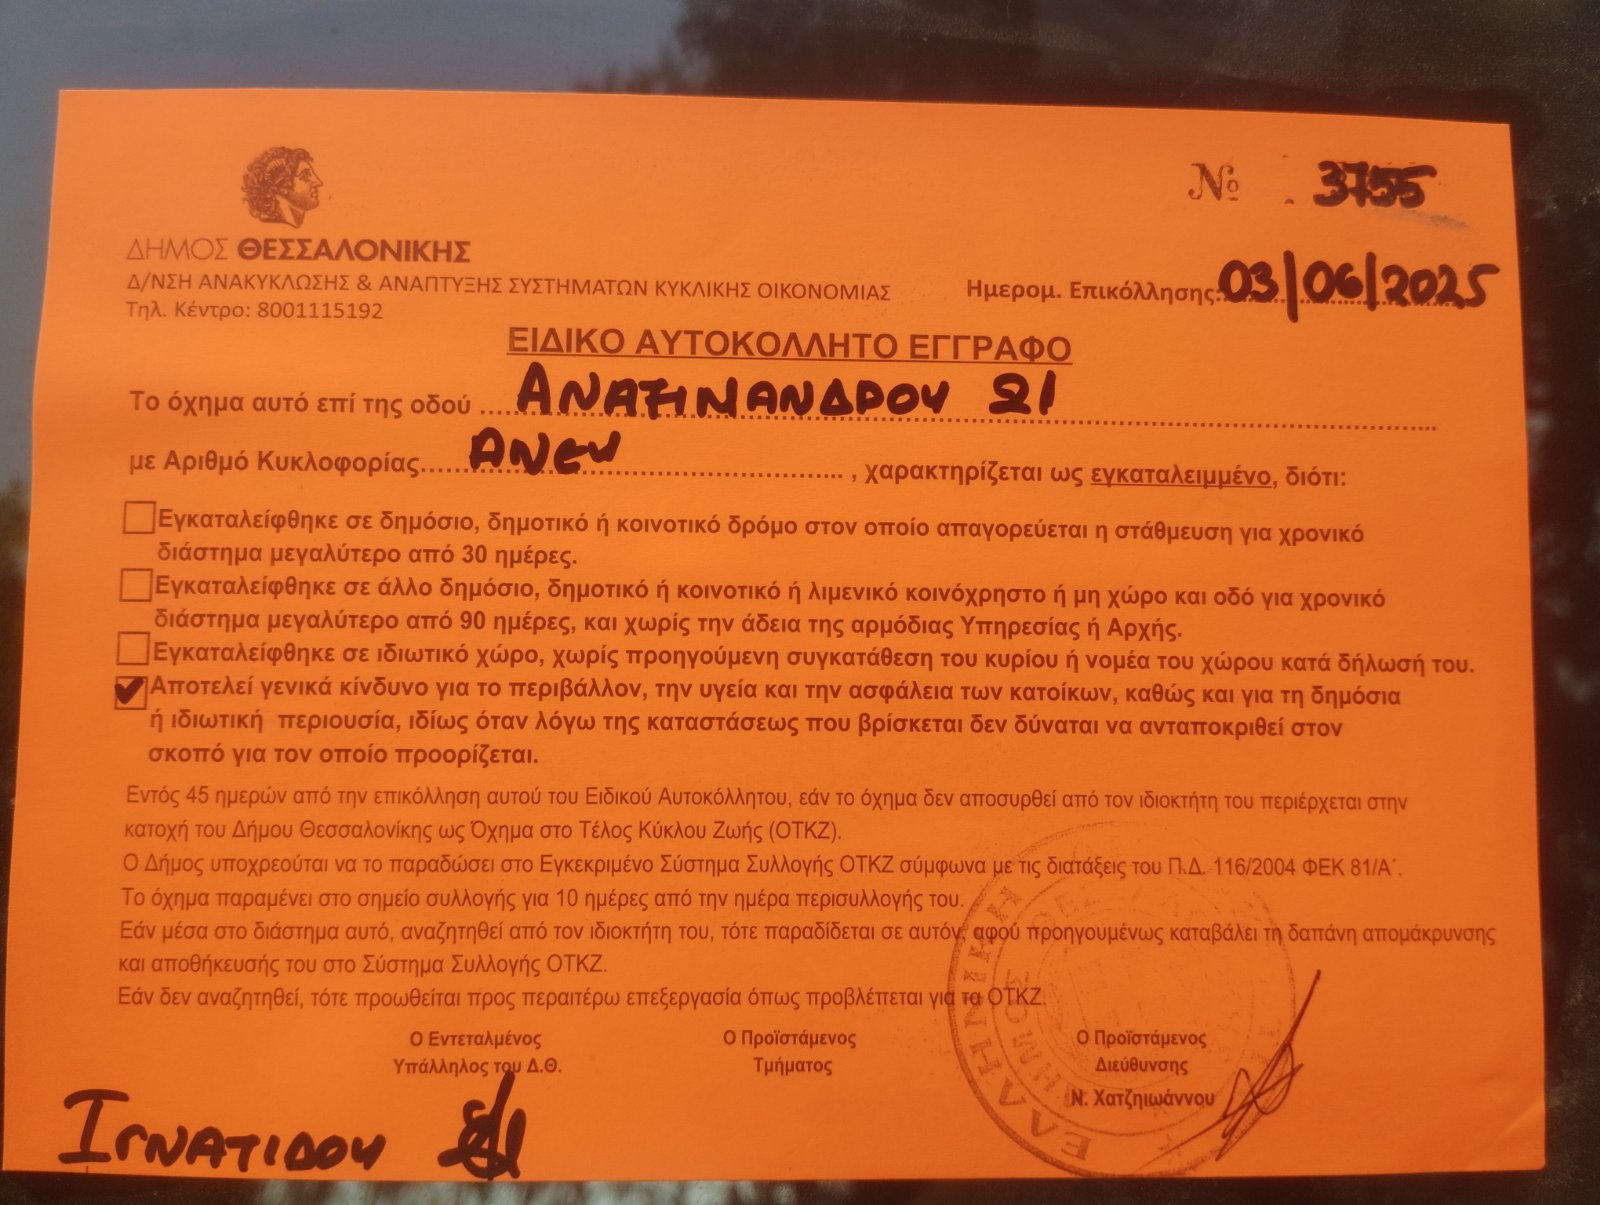 ΔΗΜΟΣ ΘΕΣΣΑΛΟΝΙΚΗΣ
Δ/ΝΣΗ ΑΝΑΚΥΚΛΩΣΗΣ & ΑΝΑΠΤΥΞΗΣ ΣΥΣΤΗΜΑΤΩΝ ΚΥΚΛΙΚΗΣ ΟΙΚΟΝΟΜΙΑΣ
Τηλ. Κέντρο: 8001115192
№ 3755
Ημερομ. Επικόλλησης: 03/06/2025
ΕΙΔΙΚΟ ΑΥΤΟΚΟΛΛΗΤΟ ΕΓΓΡΑΦΟ
Το όχημα αυτό επί της οδού
με Αριθμό Κυκλοφορίας ΑΝΕΥ, χαρακτηρίζεται ως εγκαταλειμμένο, διότι:
Εγκαταλείφθηκε σε δημόσιο, δημοτικό ή κοινοτικό δρόμο στον οποίο απαγορεύεται η στάθμευση για χρονικό
διάστημα μεγαλύτερο από 30 ημέρες.
Εγκαταλείφθηκε σε άλλο δημόσιο, δημοτικό ή κοινοτικό ή λιμενικό κοινόχρηστο ή μη χώρο και οδό για χρονικό
διάστημα μεγαλύτερο από 90 ημέρες, και χωρίς την άδεια της αρμόδιας Υπηρεσίας ή Αρχής.
Εγκαταλείφθηκε σε ιδιωτικό χώρο, χωρίς προηγούμενη συγκατάθεση του κυρίου ή νομέα του χώρου κατά δήλωσή του.
✓ Αποτελεί γενικά κίνδυνο για το περιβάλλον, την υγεία και την ασφάλεια των κατοίκων, καθώς και για τη δημόσια
ή ιδιωτική περιουσία, ιδίως όταν λόγω της καταστάσεως που βρίσκεται δεν δύναται να ανταποκριθεί στον
σκοπό για τον οποίο προορίζεται.
Εντός 45 ημερών από την επικόλληση αυτού του Ειδικού Αυτοκόλλητου, εάν το όχημα δεν αποσυρθεί από τον ιδιοκτήτη του περιέρχεται στην
κατοχή του Δήμου Θεσσαλονίκης ως Όχημα στο Τέλος Κύκλου Ζωής (ΟΤΚΖ).
Ο Δήμος υποχρεούται να το παραδώσει στο Εγκεκριμένο Σύστημα Συλλογής ΟΤΚΖ σύμφωνα με τις διατάξεις του Π.Δ. 116/2004 ΦΕΚ 81/Α΄.
Το όχημα παραμένει στο σημείο συλλογής για 10 ημέρες από την ημέρα περισυλλογής του.
Εάν μέσα στο διάστημα αυτό, αναζητηθεί από τον ιδιοκτήτη του, τότε παραδίδεται σε αυτόν, αφού προηγουμένως καταβάλει τη δαπάνη απομάκρυνσης
και αποθήκευσής του στο Σύστημα Συλλογής ΟΤΚΖ.
Εάν δεν αναζητηθεί, τότε προωθείται προς περαιτέρω επεξεργασία όπως προβλέπεται για τα ΟΤΚΖ.
Ο Εντεταλμένος
Υπάλληλος του Δ.Θ.
Ο Προϊστάμενος
Τμήματος
Ο Προϊστάμενος
Διεύθυνσης
Ν. Χατζηιωάννου
ΙΓΝΑΤΙΔΟΥ
ΕΛΛΗΝΙΚΗ
ΔΗΜΟΣ